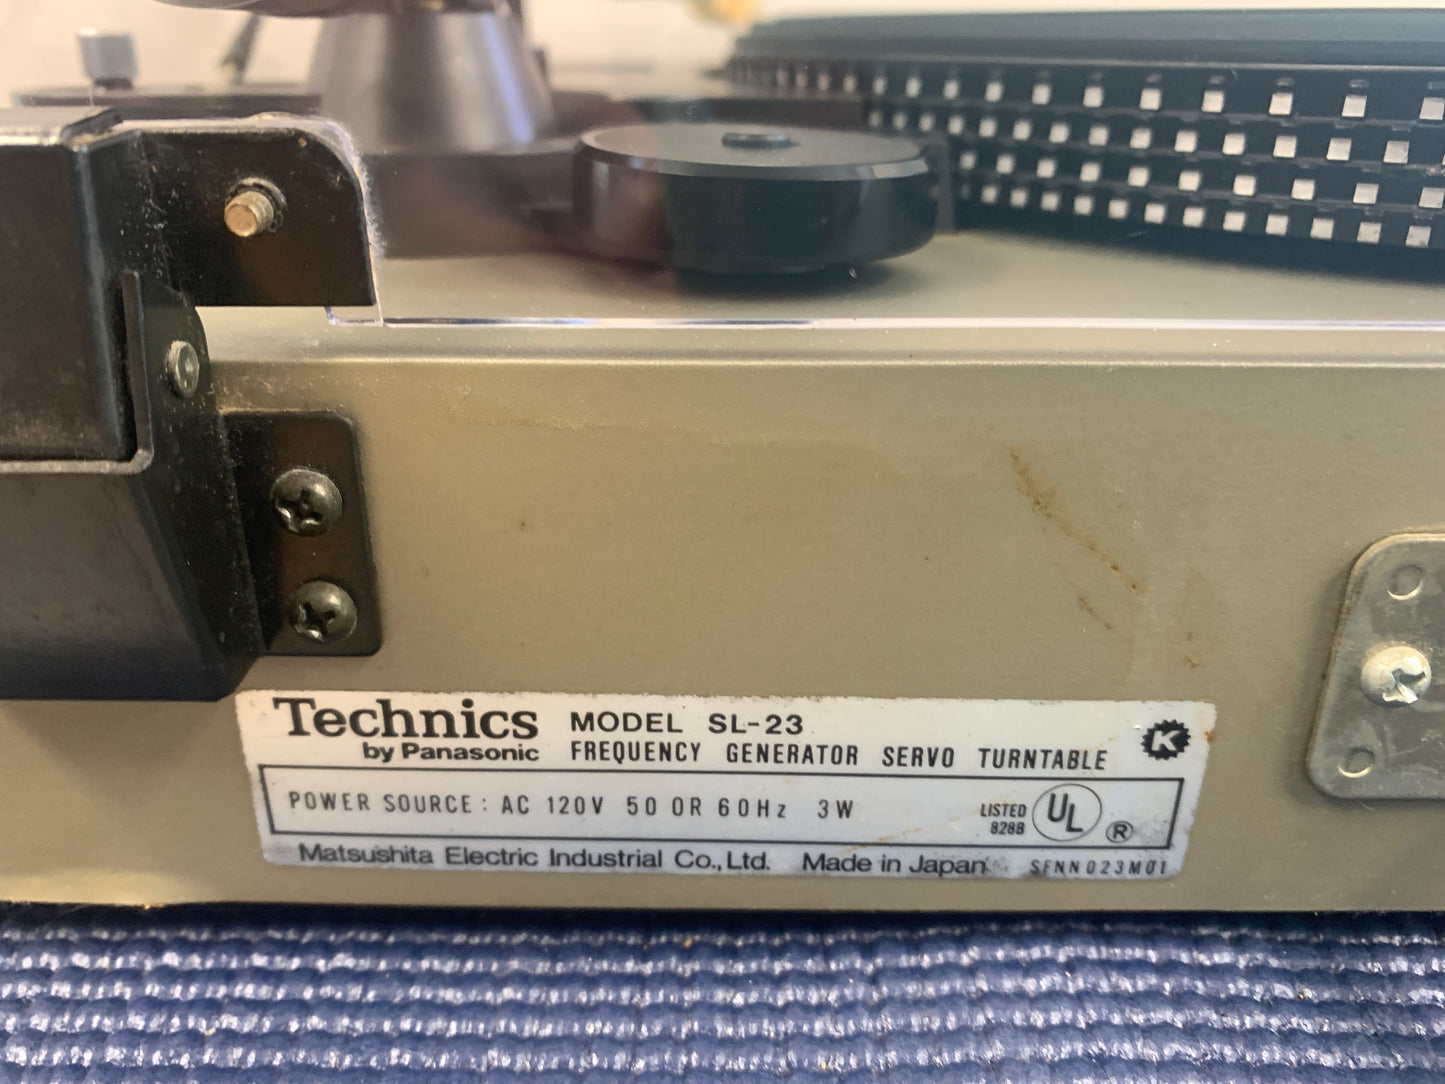 Technics MODEL SL-23
by Panasonic FREQUENCY GENERATOR SERVO TURNTABLE
K
POWER SOURCE: AC 120V 50 OR 60Hz 3W
LISTED UL
828B ®
Matsushita Electric Industrial Co., Ltd. Made in Japan SFNN023M01